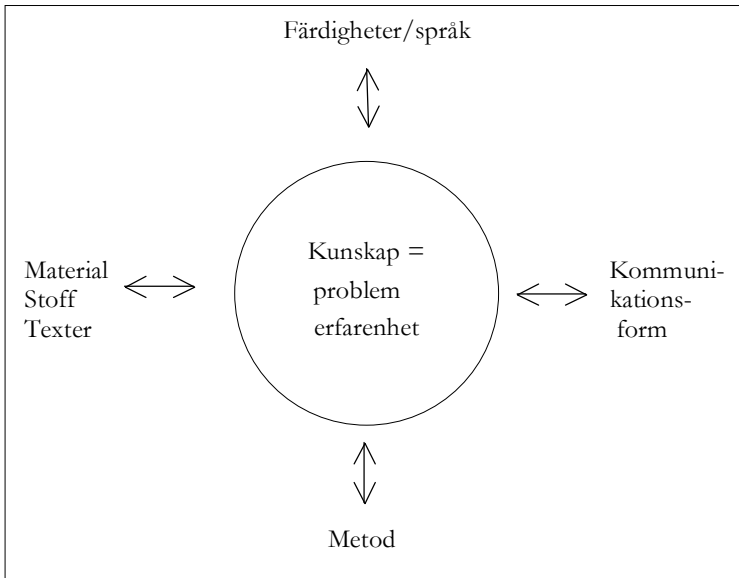 Färdigheter/språk
Kunskap =
problem
erfarenhet
Material
Stoff
Texter
Kommuni-
kations-
form
Metod